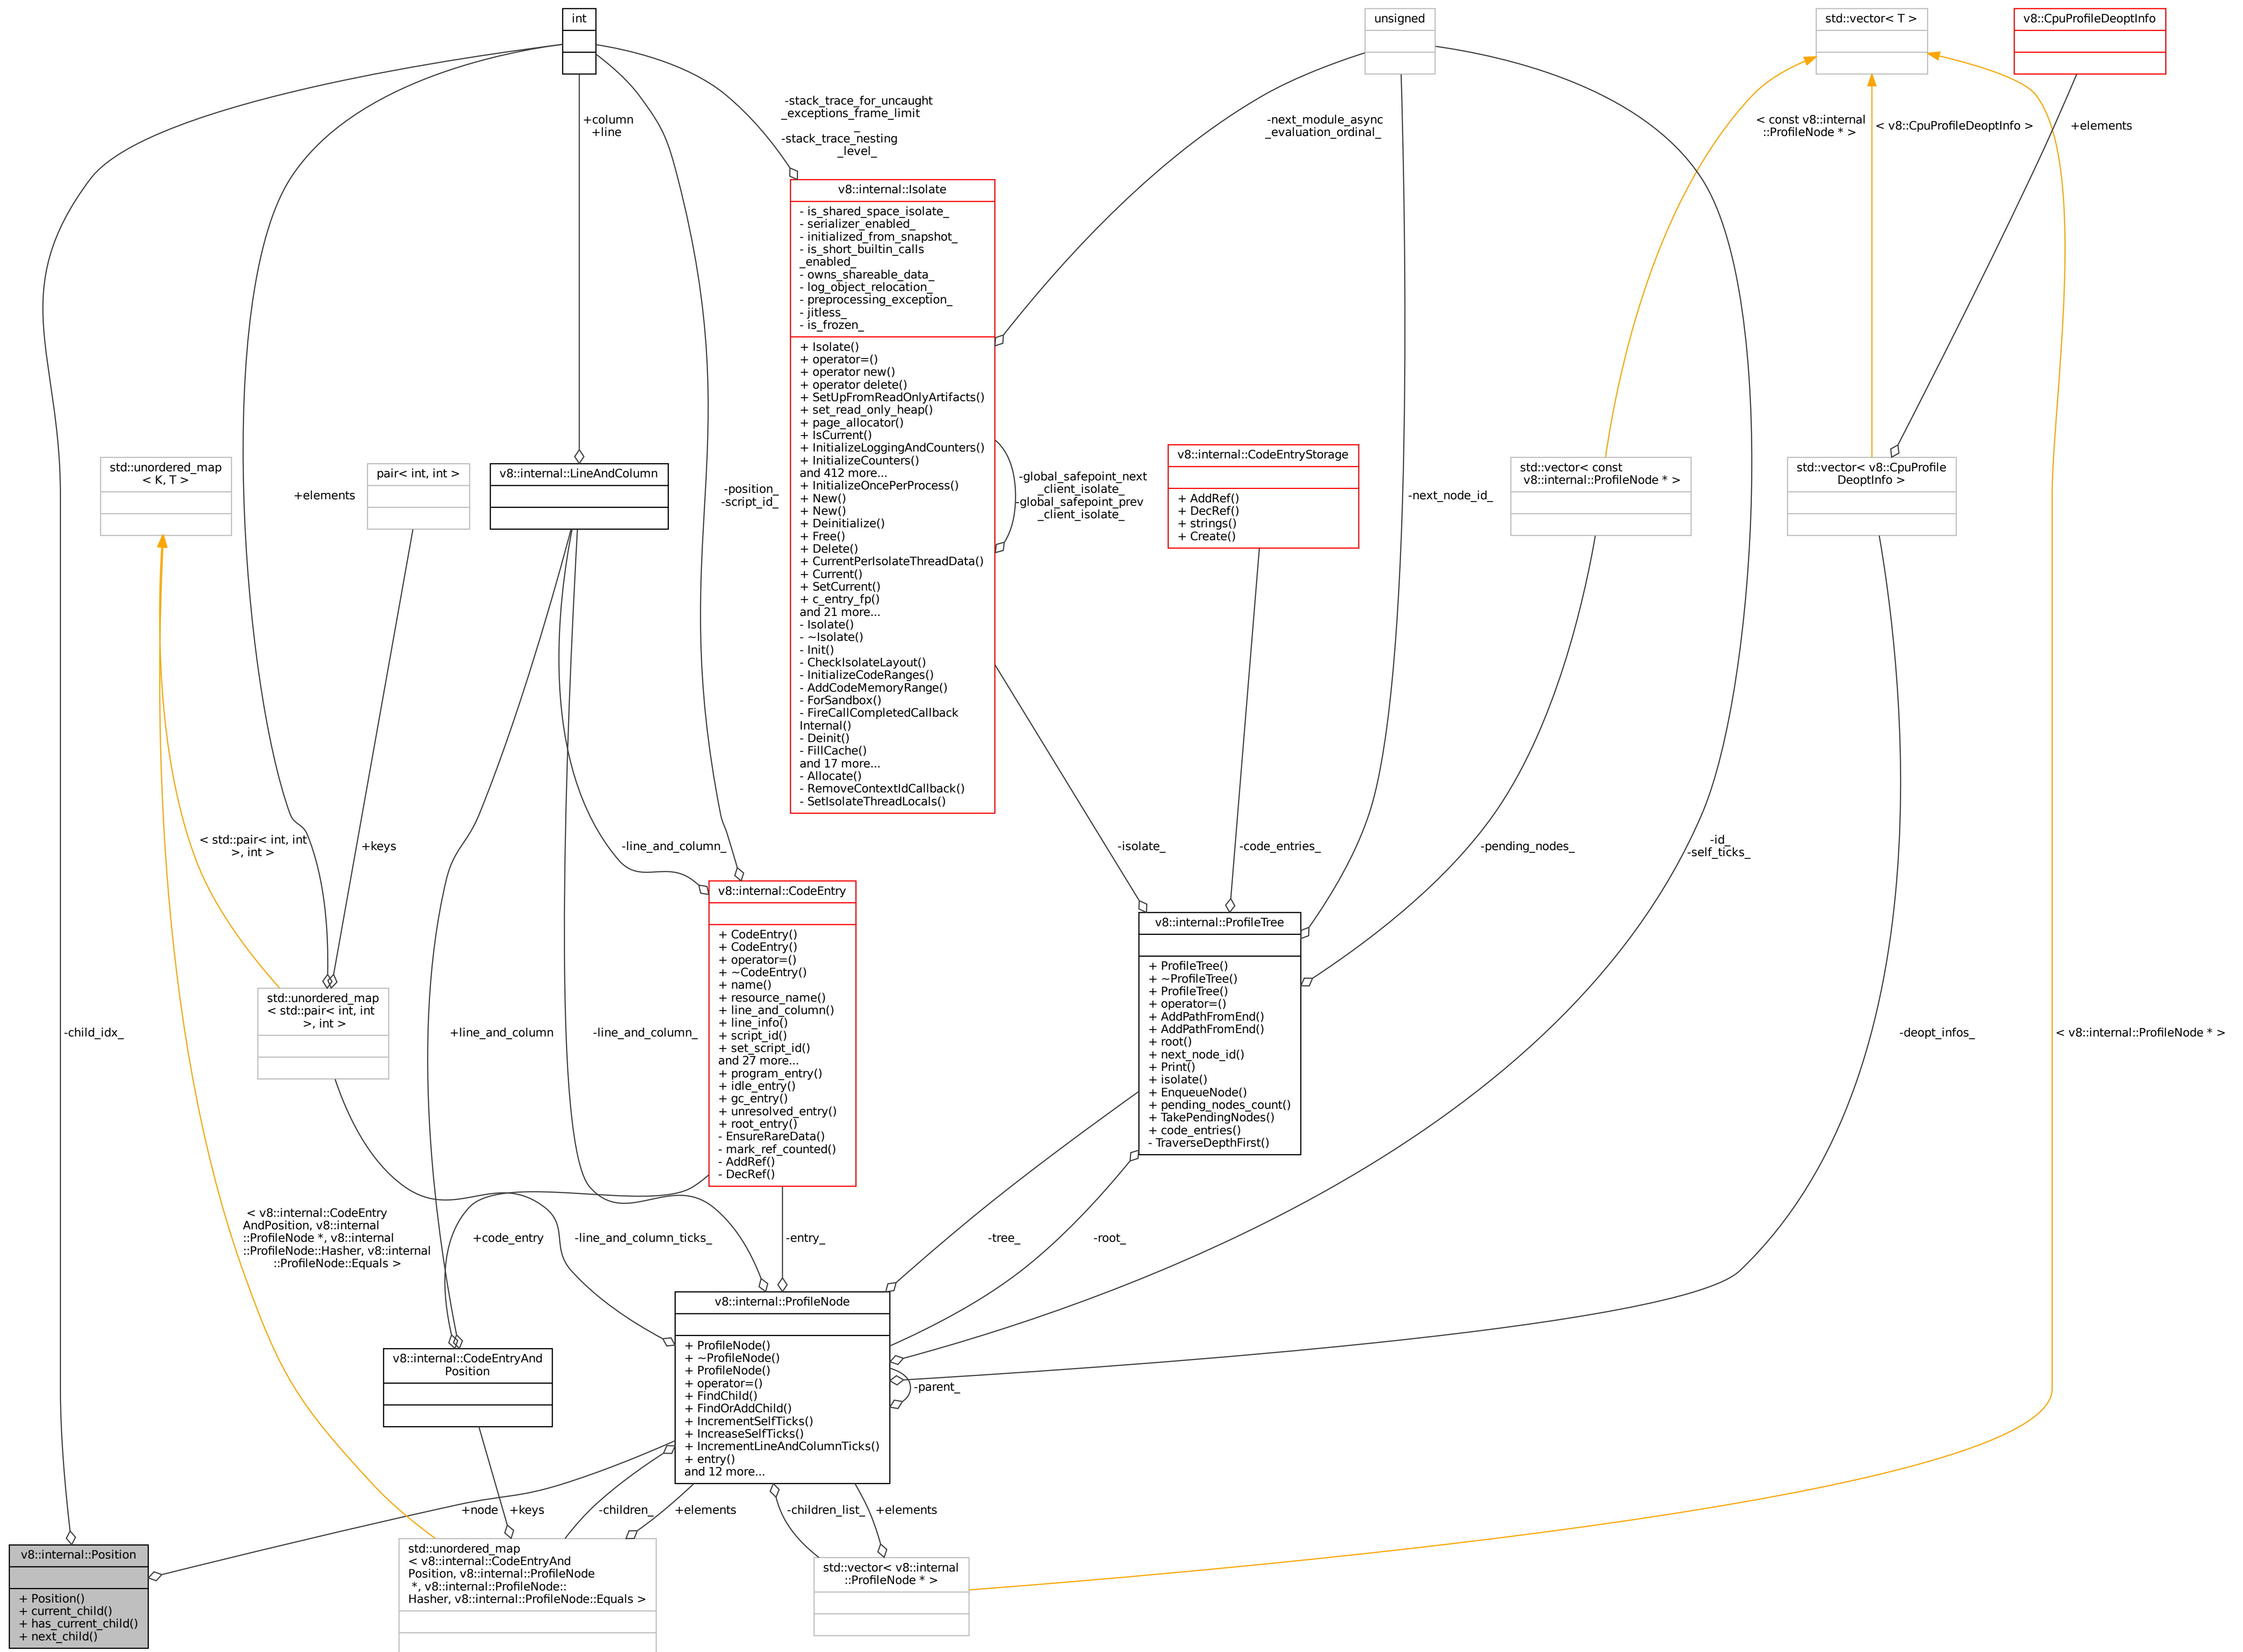 int
unsigned
std::vector< T >
v8::CpuProfileDeoptInfo
-stack_trace_for_uncaught
_exceptions_frame_limit
_
-stack_trace_nesting
_level_
+column
+line
-next_module_async
_evaluation_ordinal_
< const v8::internal
::ProfileNode * >
< v8::CpuProfileDeoptInfo >
+elements
v8::internal::Isolate
- is_shared_space_isolate_
- serializer_enabled_
- initialized_from_snapshot_
- is_short_builtin_calls
_enabled_
- owns_shareable_data_
- log_object_relocation_
- preprocessing_exception_
- jitless_
- is_frozen_
+ Isolate()
+ operator=()
+ operator new()
+ operator delete()
+ SetUpFromReadOnlyArtifacts()
+ set_read_only_heap()
+ page_allocator()
+ IsCurrent()
+ InitializeLoggingAndCounters()
+ InitializeCounters()
and 412 more...
+ InitializeOncePerProcess()
+ New()
+ New()
+ Deinitialize()
+ Free()
+ Delete()
+ CurrentPerIsolateThreadData()
+ Current()
+ SetCurrent()
+ c_entry_fp()
and 21 more...
- Isolate()
- ~Isolate()
- Init()
- CheckIsolateLayout()
- InitializeCodeRanges()
- AddCodeMemoryRange()
- ForSandbox()
- FireCallCompletedCallback
Internal()
- Deinit()
- FillCache()
and 17 more...
- Allocate()
- RemoveContextIdCallback()
- SetIsolateThreadLocals()
std::unordered_map
< K, T >
+elements
pair< int, int >
v8::internal::LineAndColumn
-position_
-script_id_
-global_safepoint_next
_client_isolate_
-global_safepoint_prev
_client_isolate_
v8::internal::CodeEntryStorage
+ AddRef()
+ DecRef()
+ strings()
+ Create()
-next_node_id_
std::vector< const
v8::internal::ProfileNode * >
std::vector< v8::CpuProfile
DeoptInfo >
< std::pair< int, int
>, int >
+keys
-line_and_column_
-isolate_
-code_entries_
-pending_nodes_
-id_
-self_ticks_
v8::internal::CodeEntry
+ CodeEntry()
+ CodeEntry()
+ operator=()
+ ~CodeEntry()
+ name()
+ resource_name()
+ line_and_column()
+ line_info()
+ script_id()
+ set_script_id()
and 27 more...
+ program_entry()
+ idle_entry()
+ gc_entry()
+ unresolved_entry()
+ root_entry()
- EnsureRareData()
- mark_ref_counted()
- AddRef()
- DecRef()
v8::internal::ProfileTree
+ ProfileTree()
+ ~ProfileTree()
+ ProfileTree()
+ operator=()
+ AddPathFromEnd()
+ AddPathFromEnd()
+ root()
+ next_node_id()
+ Print()
+ isolate()
+ EnqueueNode()
+ pending_nodes_count()
+ TakePendingNodes()
+ code_entries()
- TraverseDepthFirst()
-child_idx_
std::unordered_map
< std::pair< int, int
>, int >
+line_and_column
-line_and_column_
-deopt_infos_
< v8::internal::ProfileNode * >
< v8::internal::CodeEntry
AndPosition, v8::internal
::ProfileNode *, v8::internal
::ProfileNode::Hasher, v8::internal
::ProfileNode::Equals >
+code_entry
-line_and_column_ticks_
-entry_
-tree_
-root_
v8::internal::ProfileNode
+ ProfileNode()
+ ~ProfileNode()
+ ProfileNode()
+ operator=()
+ FindChild()
+ FindOrAddChild()
+ IncrementSelfTicks()
+ IncreaseSelfTicks()
+ IncrementLineAndColumnTicks()
+ entry()
and 12 more...
-parent_
v8::internal::CodeEntryAnd
Position
+node
+keys
-children_
+elements
-children_list_
+elements
v8::internal::Position
+ Position()
+ current_child()
+ has_current_child()
+ next_child()
std::unordered_map
< v8::internal::CodeEntryAnd
Position, v8::internal::ProfileNode
*, v8::internal::ProfileNode::
Hasher, v8::internal::ProfileNode::Equals >
std::vector< v8::internal
::ProfileNode * >